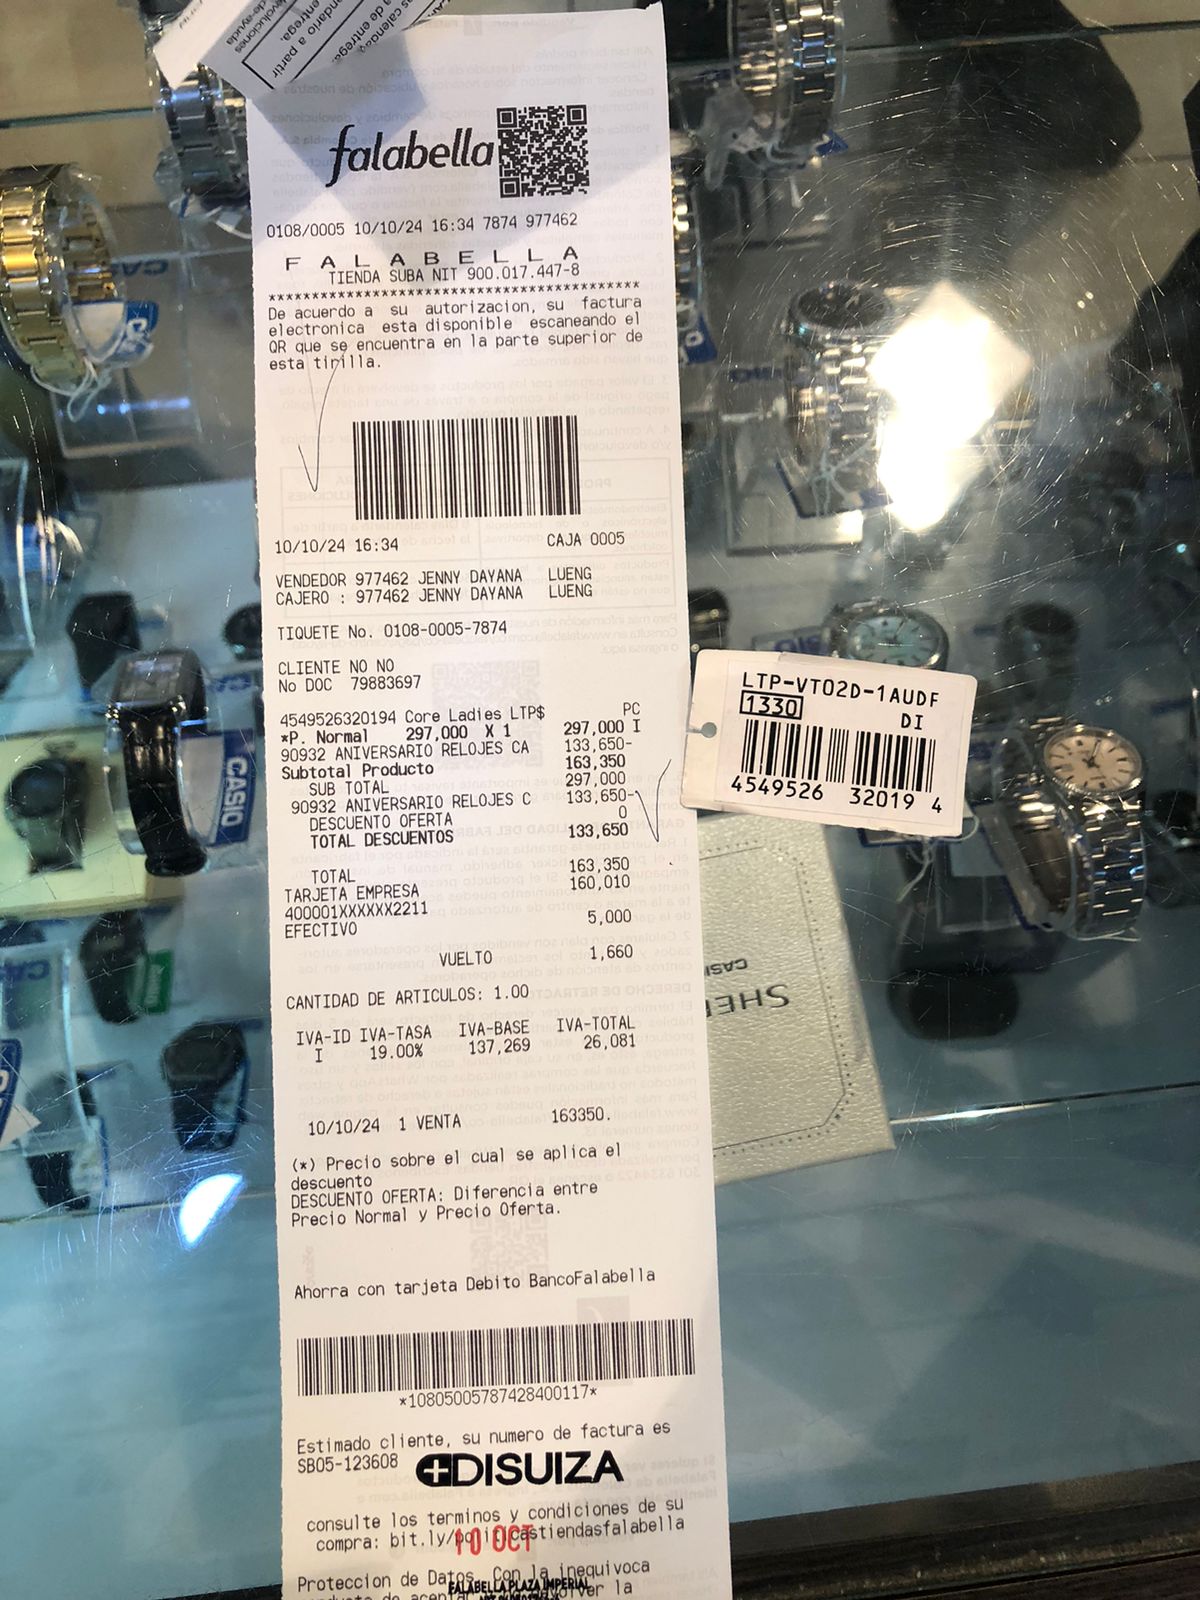 ndario a partir
entrega.
falabella
0108/0005 10/10/24 16:34 7874 977462
F A L A B E L L A
TIENDA SUBA NIT 900.017.447-8
*******************************************
De acuerdo a su autorizacion, su factura
electronica esta disponible escaneando el
QR que se encuentra en la parte superior de
esta tirilla.
10/10/24 16:34 CAJA 0005
VENDEDOR 977462 JENNY DAYANA LUENG
CAJERO : 977462 JENNY DAYANA LUENG
TIQUETE No. 0108-0005-7874
CLIENTE NO NO
No DOC 79883697
PC
4549526320194 Core Ladies LTP$
*P. Normal 297,000 X 1 297,000 I
90932 ANIVERSARIO RELOJES CA 133,650-
Subtotal Producto 163,350
SUB TOTAL 297,000
90932 ANIVERSARIO RELOJES C 133,650-
DESCUENTO OFERTA 0
TOTAL DESCUENTOS 133,650
TOTAL 163,350
TARJETA EMPRESA 160,010
400001XXXXXX2211
EFECTIVO 5,000
VUELTO 1,660
CANTIDAD DE ARTICULOS: 1.00
IVA-ID IVA-TASA IVA-BASE IVA-TOTAL
I 19.00% 137,269 26,081
10/10/24 1 VENTA 163350.
(*) Precio sobre el cual se aplica el
descuento
DESCUENTO OFERTA: Diferencia entre
Precio Normal y Precio Oferta.
Ahorra con tarjeta Debito BancoFalabella
*10805005787428400117*
Estimado cliente, su numero de factura es
SB05-123608
DISUIZA
consulte los terminos y condiciones de su
compra: bit.ly/politicastiendasfalabella
10 OCT
Proteccion de Datos. Con la inequivoca
FALABELLA PLAZA IMPERIAL
LTP-VT02D-1AUDF
1330 DI
4549526 32019 4
CASIO
CASIO
SHE
CASIO